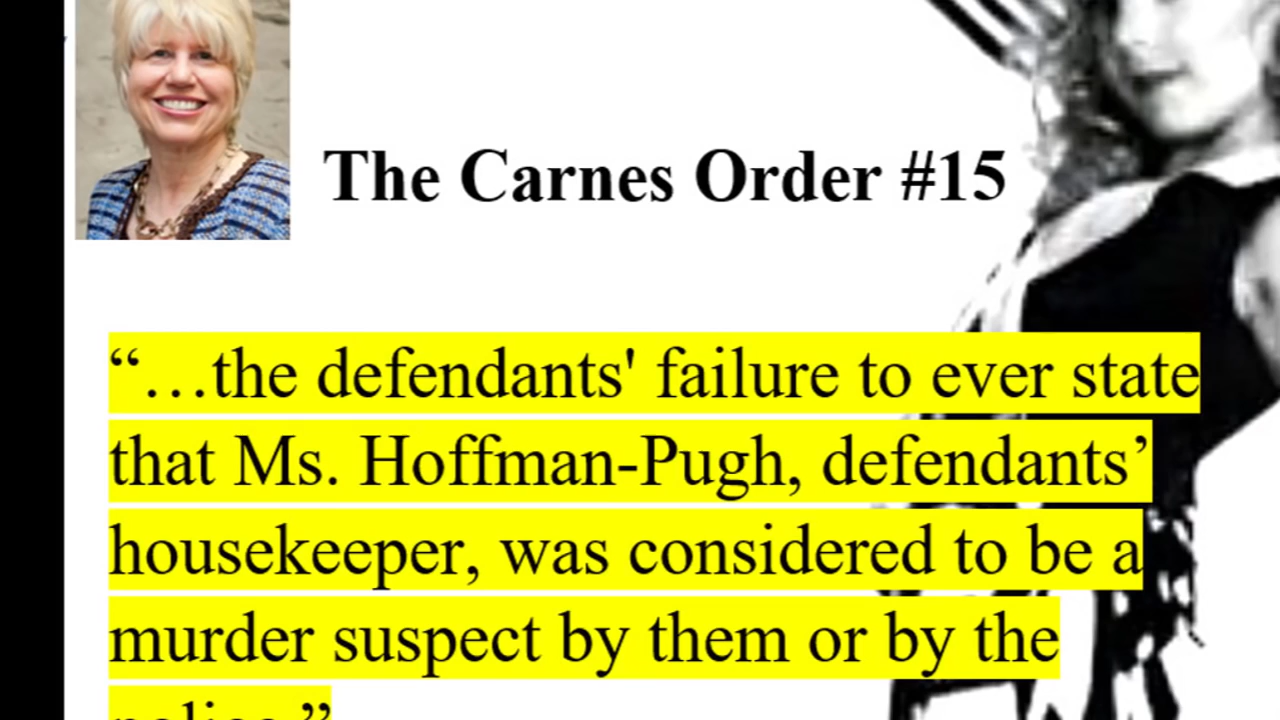 The Carnes Order #15
“…the defendants' failure to ever state
that Ms. Hoffman-Pugh, defendants’
housekeeper, was considered to be a
murder suspect by them or by the
police.”